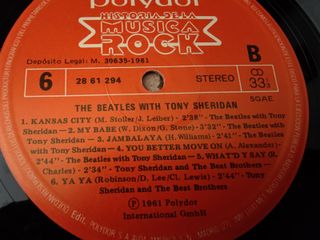 polydor
HISTORIA DE LA
MUSICA
ROCK
Depósito Legal: M. 39635-1981
B
6
28 61 294
STEREO
33⅓
SGAE
THE BEATLES WITH TONY SHERIDAN
1. KANSAS CITY (M. Stoller/J. Leiber) - 2'38" - The Beatles with Tony
Sheridan—2. MY BABE (W. Dixon/G. Stone) - 3'32" - The Beatles with Tony
Sheridan—3. JAMBALAYA (H. Williams) - 2'41" - The Beatles with Tony
Sheridan—4. YOU BETTER MOVE ON (A. Alexander) -
2'44" - The Beatles with Tony Sheridan—5. WHAT'D Y SAY (R.
Charles) - 2'34" - Tony Sheridan and The Beat Brothers—
6. YA YA (Robinson/D. Lee/Cl. Lewis) - 2'44" - Tony
Sheridan and The Beat Brothers
Ⓟ 1961 Polydor
International GmbH